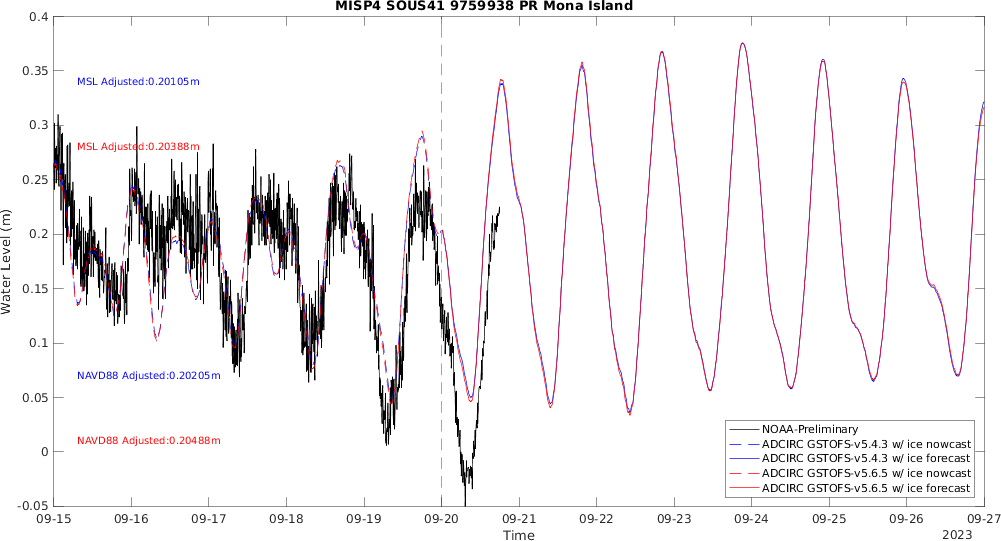 MISP4 SOUS41 9759938 PR Mona Island
0.4
0.35
0.3
0.25
0.2
0.15
0.1
0.05
0
-0.05
Water Level (m)
MSL Adjusted:0.20105m
MSL Adjusted:0.20388m
NAVD88 Adjusted:0.20205m
NAVD88 Adjusted:0.20488m
NOAA-Preliminary
ADCIRC GSTOFS-v5.4.3 w/ ice nowcast
ADCIRC GSTOFS-v5.4.3 w/ ice forecast
ADCIRC GSTOFS-v5.6.5 w/ ice nowcast
ADCIRC GSTOFS-v5.6.5 w/ ice forecast
09-15 09-16 09-17 09-18 09-19 09-20 09-21 09-22 09-23 09-24 09-25 09-26 09-27
Time
2023